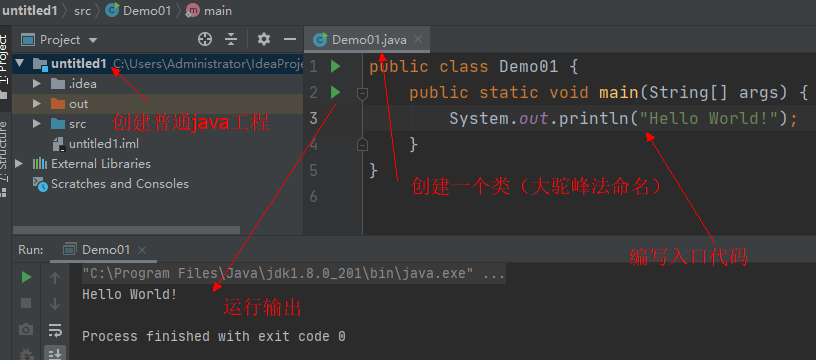 untitled1 › src › Demo01 › main
Project
Demo01.java
1: Project
untitled1 C:\Users\Administrator\IdeaProje
.idea
out
创建普通java工程
src
untitled1.iml
External Libraries
Scratches and Consoles
7: Structure
1 public class Demo01 {
2 public static void main(String[] args) {
3 System.out.println("Hello World!");
4 }
5 }
6
创建一个类（大驼峰法命名）
编写入口代码
Run: Demo01
"C:\Program Files\Java\jdk1.8.0_201\bin\java.exe" ...
Hello World!
运行输出
Process finished with exit code 0